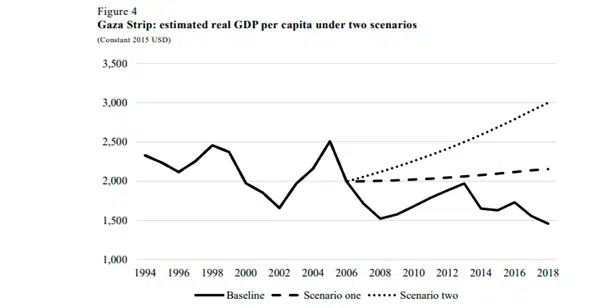 Figure 4
Gaza Strip: estimated real GDP per capita under two scenarios
(Constant 2015 USD)
3,500
3,000
2,500
2,000
1,500
1,000
1994 1996 1998 2000 2002 2004 2006 2008 2010 2012 2014 2016 2018
Baseline Scenario one Scenario two